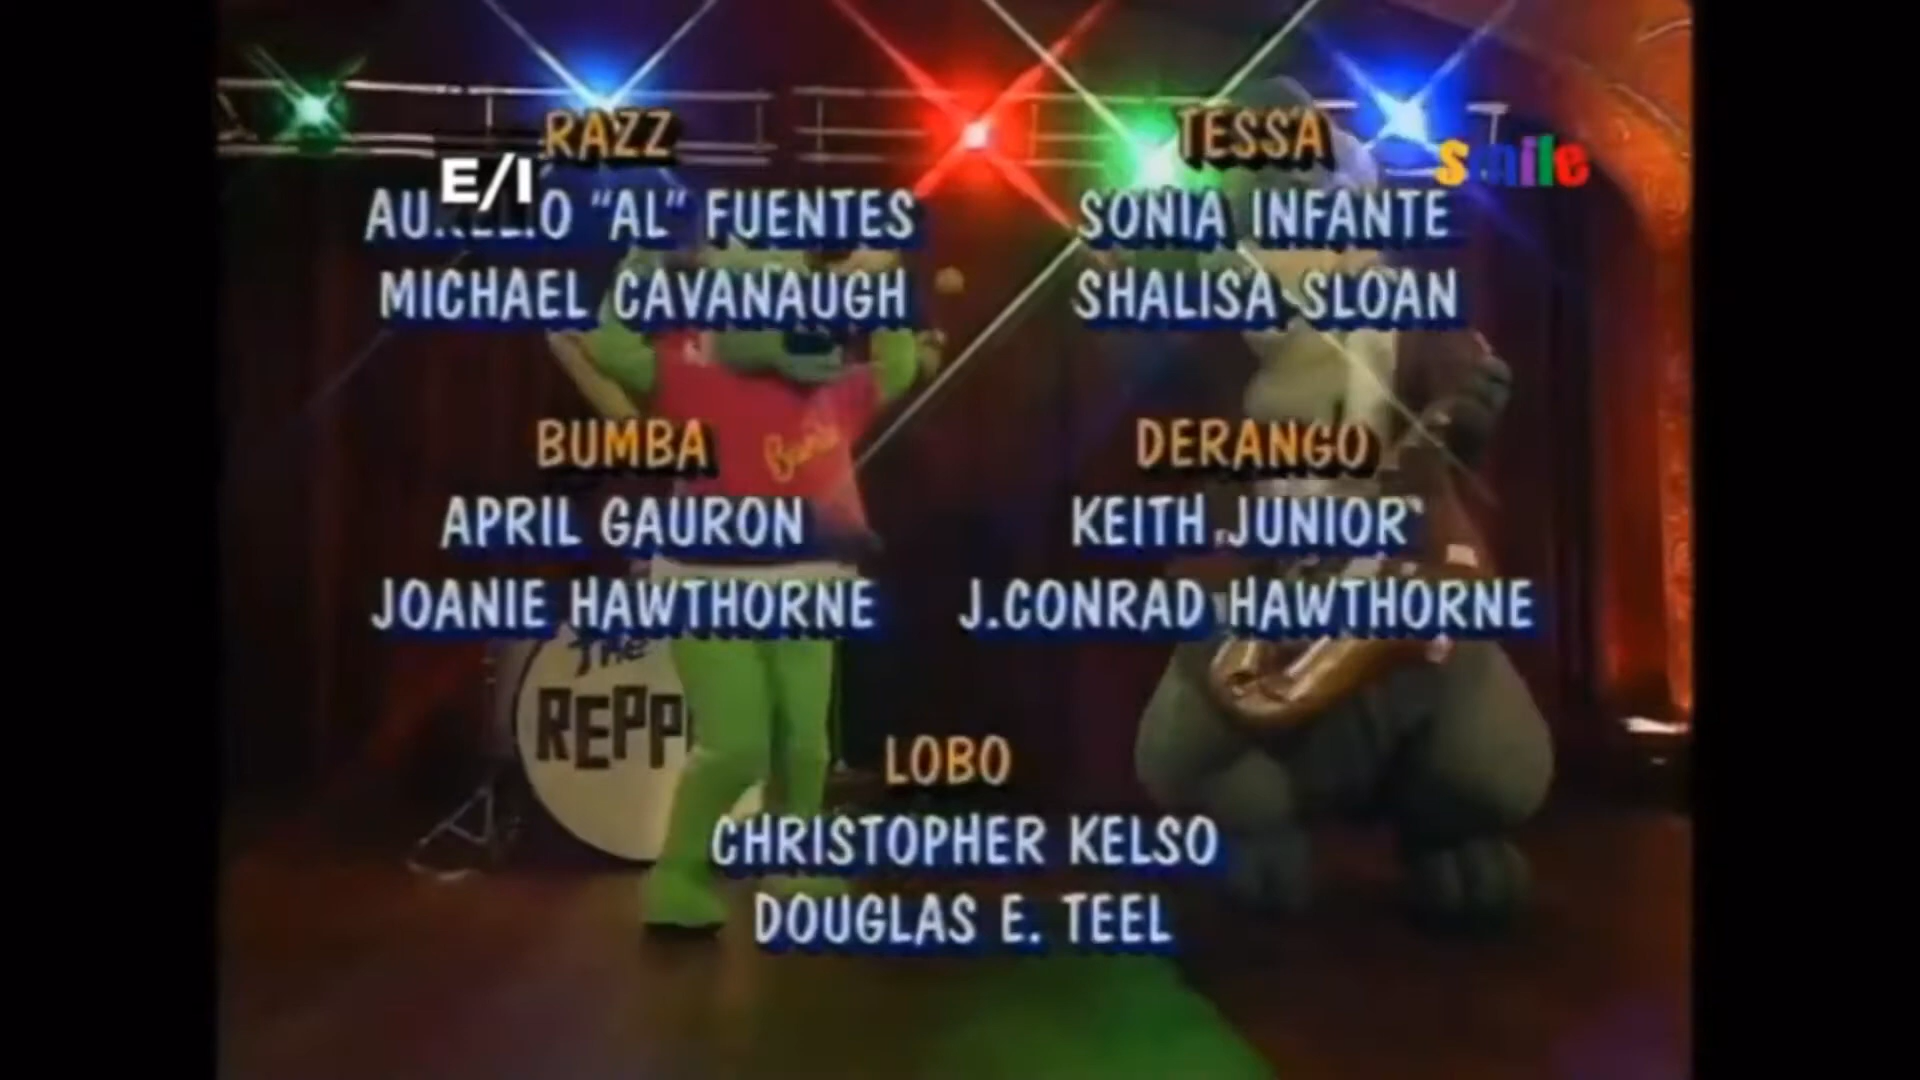 RAZZ
"AL" FUENTES
MICHAEL CAVANAUGH
TESSA
SONIA INFANTE
SHALISA SLOAN
E/I
smile
BUMBA
APRIL GAURON
JOANIE HAWTHORNE
DERANGO
KEITH JUNIOR
J.CONRAD HAWTHORNE
THE
REPP
LOBO
CHRISTOPHER KELSO
DOUGLAS E. TEEL